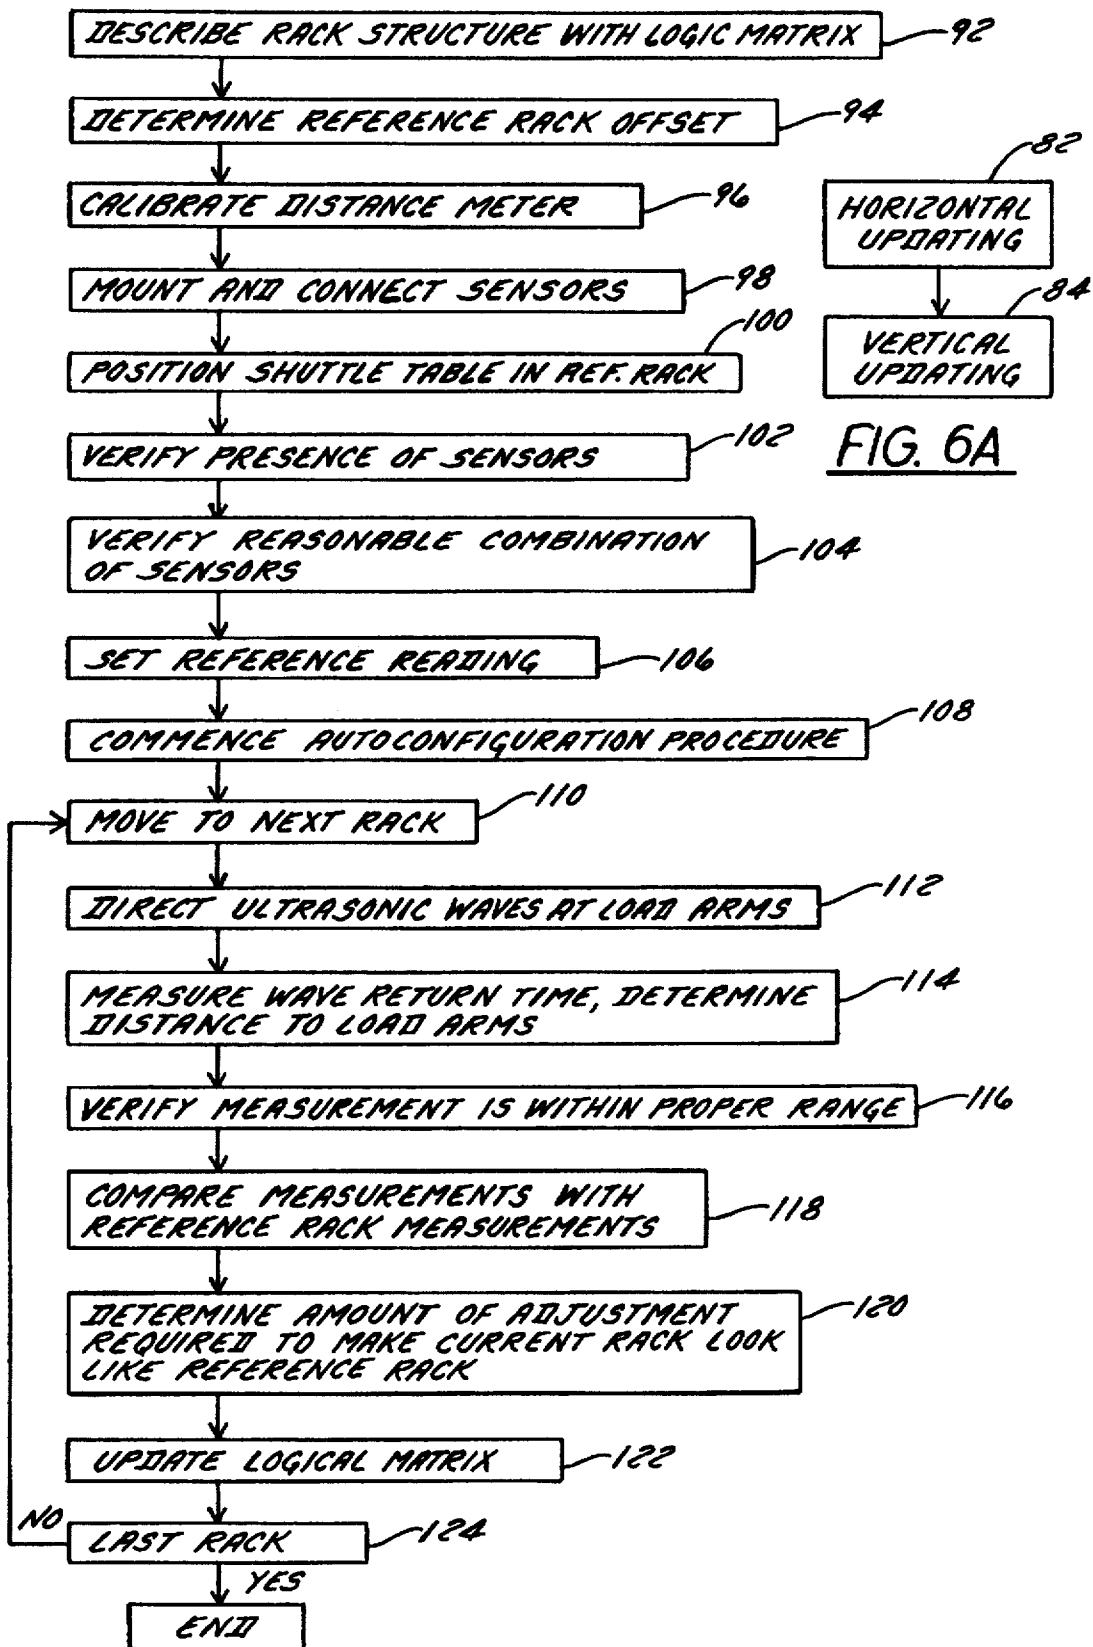 DESCRIBE RACK STRUCTURE WITH LOGIC MATRIX
92
DETERMINE REFERENCE RACK OFFSET
94
CALIBRATE DISTANCE METER
96
MOUNT AND CONNECT SENSORS
98
POSITION SHUTTLE TABLE IN REF. RACK
100
VERIFY PRESENCE OF SENSORS
102
VERIFY REASONABLE COMBINATION
OF SENSORS
104
SET REFERENCE READING
106
COMMENCE AUTOCONFIGURATION PROCEDURE
108
MOVE TO NEXT RACK
110
DIRECT ULTRASONIC WAVES AT LOAD ARMS
112
MEASURE WAVE RETURN TIME, DETERMINE
DISTANCE TO LOAD ARMS
114
VERIFY MEASUREMENT IS WITHIN PROPER RANGE
116
COMPARE MEASUREMENTS WITH
REFERENCE RACK MEASUREMENTS
118
DETERMINE AMOUNT OF ADJUSTMENT
REQUIRED TO MAKE CURRENT RACK LOOK
LIKE REFERENCE RACK
120
UPDATE LOGICAL MATRIX
122
NO
LAST RACK
124
YES
END
82
HORIZONTAL
UPDATING
84
VERTICAL
UPDATING
FIG. 6A